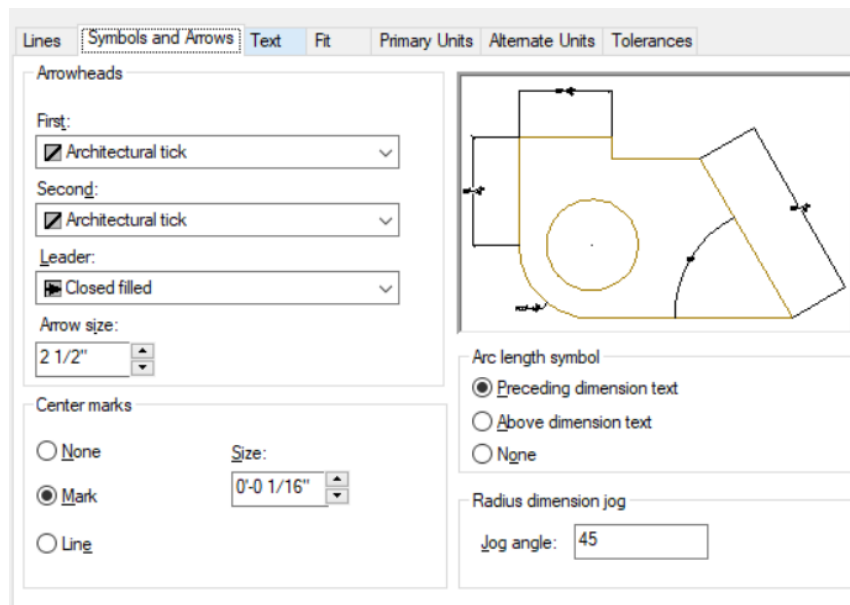 Lines Symbols and Arrows Text Fit Primary Units Alternate Units Tolerances
Arrowheads
First:
Architectural tick
Second:
Architectural tick
Leader:
Closed filled
Arrow size:
2 1/2"
Center marks
None
Mark
Line
Size:
0'-0 1/16"
Arc length symbol
Preceding dimension text
Above dimension text
None
Radius dimension jog
Jog angle: 45